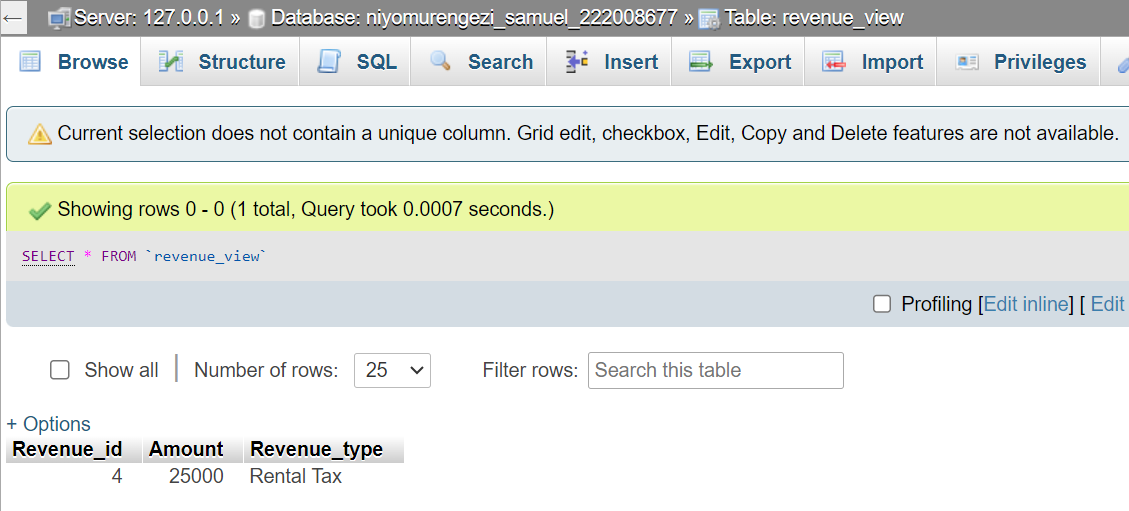 Server: 127.0.0.1 » Database: niyomurengezi_samuel_222008677 » Table: revenue_view
Browse Structure SQL Search Insert Export Import Privileges
Current selection does not contain a unique column. Grid edit, checkbox, Edit, Copy and Delete features are not available.
Showing rows 0 - 0 (1 total, Query took 0.0007 seconds.)
SELECT * FROM `revenue_view`
Profiling [Edit inline] [ Edit
Show all | Number of rows: 25 Filter rows: Search this table
+ Options
Revenue_id Amount Revenue_type
4 25000 Rental Tax